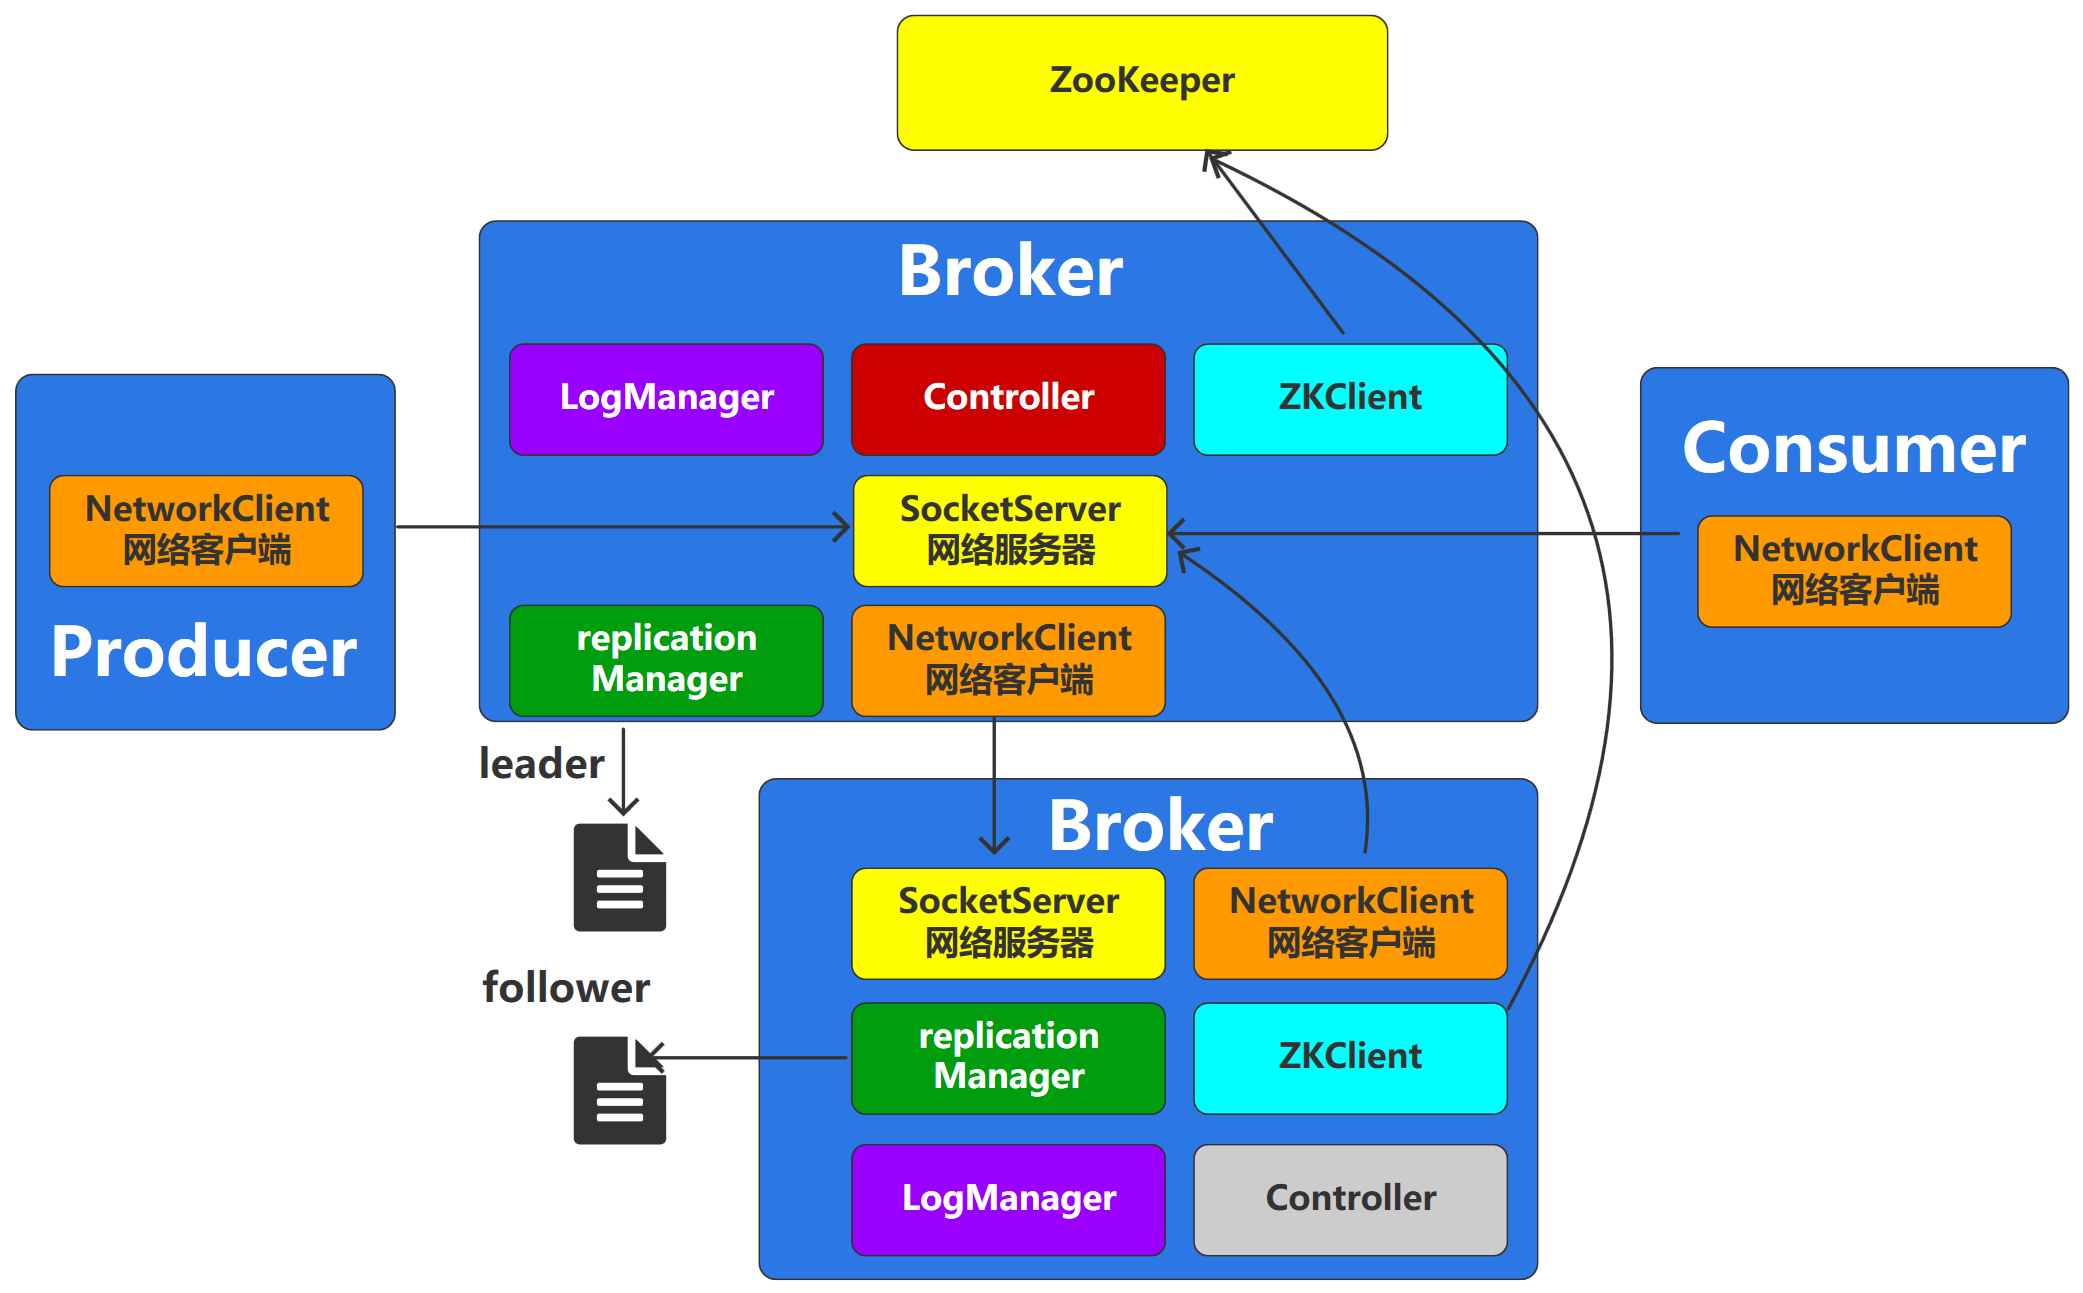 ZooKeeper
Broker
LogManager
Controller
ZKClient
NetworkClient
网络客户端
Producer
SocketServer
网络服务器
Consumer
NetworkClient
网络客户端
replication
Manager
NetworkClient
网络客户端
leader
Broker
SocketServer
网络服务器
NetworkClient
网络客户端
follower
replication
Manager
ZKClient
LogManager
Controller